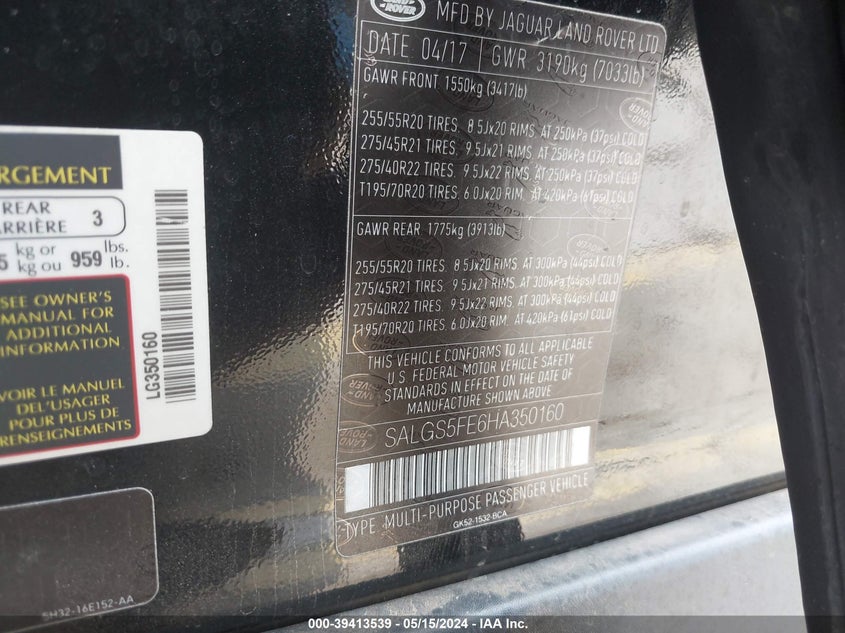 RGEMENT
REAR
ARRIÈRE 3
5 kg or 959 lbs.
kg ou lb.
SEE OWNER'S
MANUAL FOR
ADDITIONAL
INFORMATION
VOIR LE MANUEL
DEL'USAGER
POUR PLUS DE
RENSEIGNEMENTS
LG350160
5H32-16E152-AA
LAND
ROVER
MFD BY JAGUAR LAND ROVER LTD
DATE 04/17 GWR 3190kg (7033lb)
GAWR FRONT 1550kg (3417lb)
255/55R20 TIRES. 8.5Jx20 RIMS. AT 250kPa (37psi) COLD
275/45R21 TIRES. 9.5Jx21 RIMS. AT 250kPa (37psi) COLD
275/40R22 TIRES. 9.5Jx22 RIMS. AT 250kPa (37psi) COLD
T195/70R20 TIRES. 6.0Jx20 RIM. AT 420kPa (61psi) COLD
GAWR REAR 1775kg (3913lb)
255/55R20 TIRES. 8.5Jx20 RIMS. AT 300kPa (44psi) COLD
275/45R21 TIRES. 9.5Jx21 RIMS. AT 300kPa (44psi) COLD
275/40R22 TIRES. 9.5Jx22 RIMS. AT 300kPa (44psi) COLD
T195/70R20 TIRES. 6.0Jx20 RIM. AT 420kPa (61psi) COLD
THIS VEHICLE CONFORMS TO ALL APPLICABLE
U.S. FEDERAL MOTOR VEHICLE SAFETY
STANDARDS IN EFFECT ON THE DATE OF
MANUFACTURE SHOWN ABOVE
SALGS5FE6HA350160
TYPE: MULTI-PURPOSE PASSENGER VEHICLE
GK52-1532-BCA
000-39413539 - 05/15/2024 - IAA Inc.